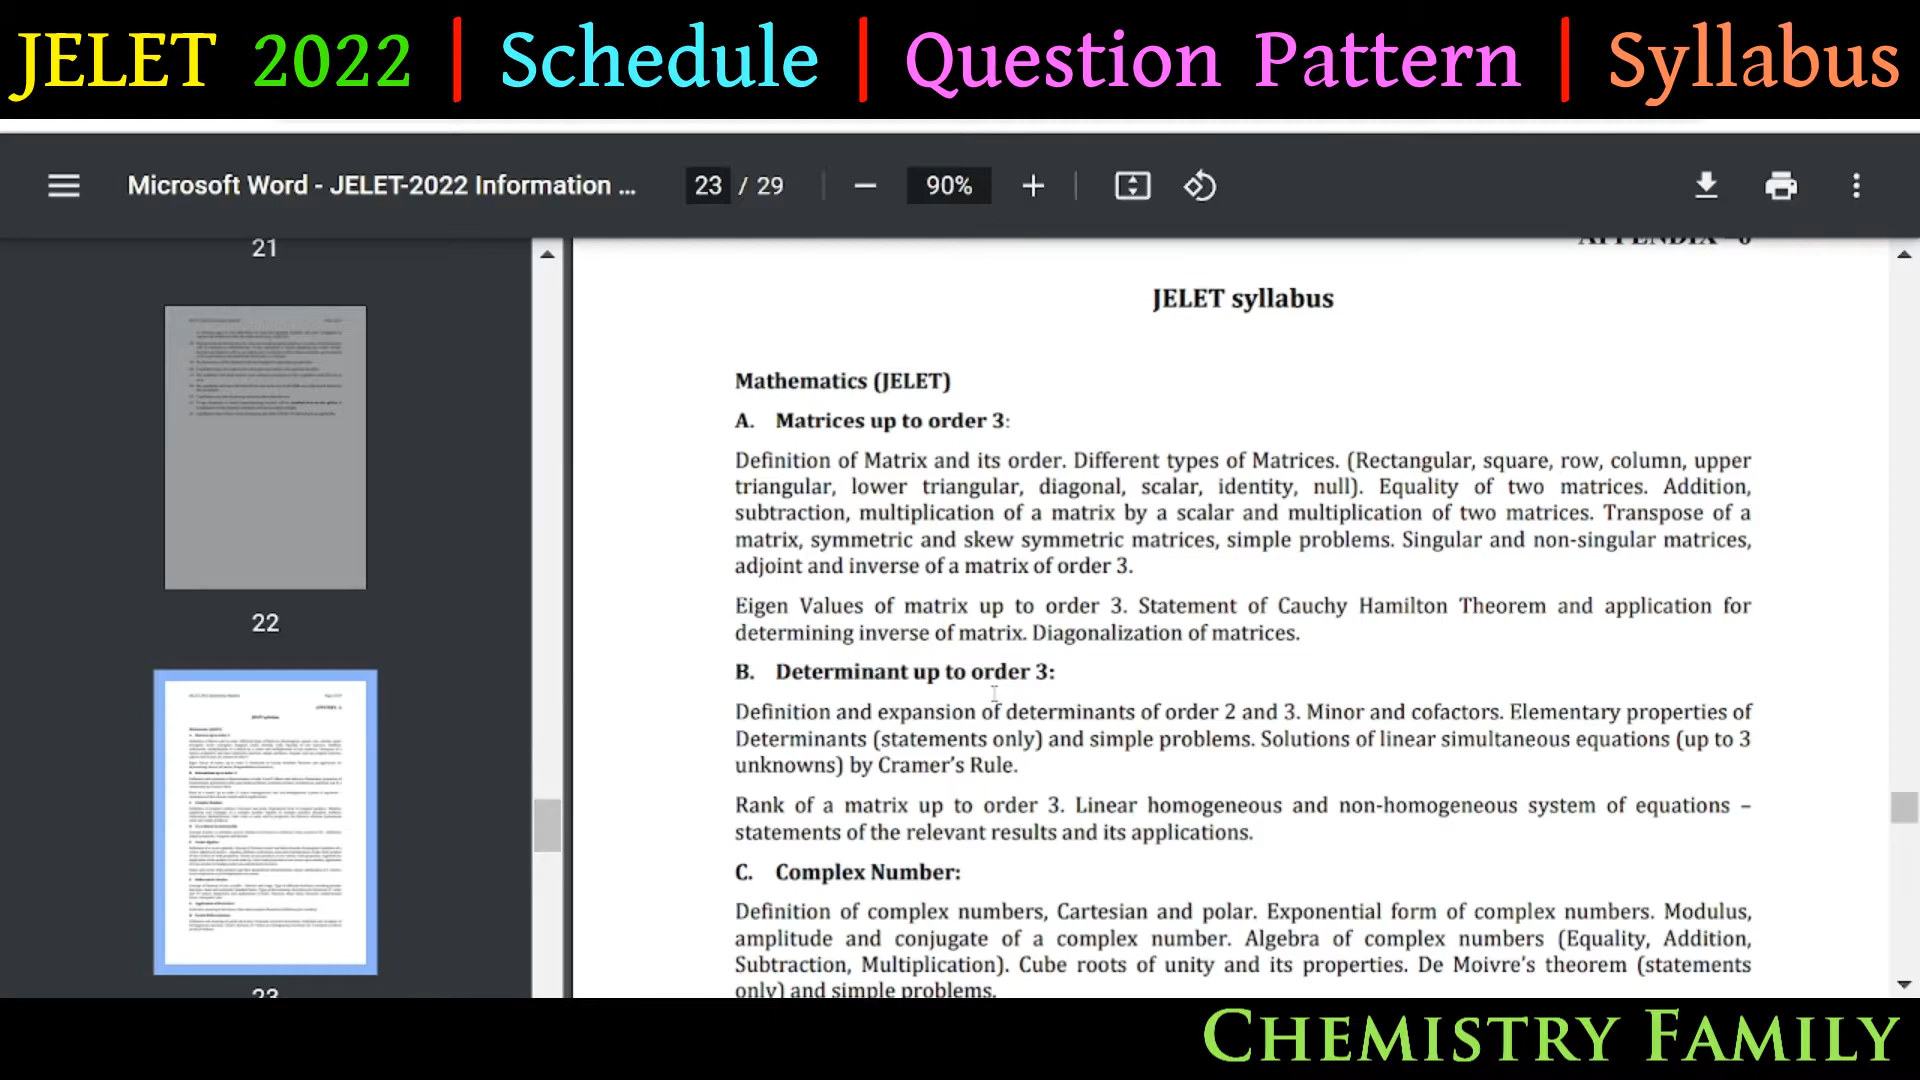 JELET 2022 | Schedule | Question Pattern | Syllabus
Microsoft Word - JELET-2022 Information ...
23 / 29
90%
21
22
23
JELET syllabus
Mathematics (JELET)
A. Matrices up to order 3:
Definition of Matrix and its order. Different types of Matrices. (Rectangular, square, row, column, upper
triangular, lower triangular, diagonal, scalar, identity, null). Equality of two matrices. Addition,
subtraction, multiplication of a matrix by a scalar and multiplication of two matrices. Transpose of a
matrix, symmetric and skew symmetric matrices, simple problems. Singular and non-singular matrices,
adjoint and inverse of a matrix of order 3.
Eigen Values of matrix up to order 3. Statement of Cauchy Hamilton Theorem and application for
determining inverse of matrix. Diagonalization of matrices.
B. Determinant up to order 3:
Definition and expansion of determinants of order 2 and 3. Minor and cofactors. Elementary properties of
Determinants (statements only) and simple problems. Solutions of linear simultaneous equations (up to 3
unknowns) by Cramer’s Rule.
Rank of a matrix up to order 3. Linear homogeneous and non-homogeneous system of equations –
statements of the relevant results and its applications.
C. Complex Number:
Definition of complex numbers, Cartesian and polar. Exponential form of complex numbers. Modulus,
amplitude and conjugate of a complex number. Algebra of complex numbers (Equality, Addition,
Subtraction, Multiplication). Cube roots of unity and its properties. De Moivre’s theorem (statements
only) and simple problems.
CHEMISTRY FAMILY